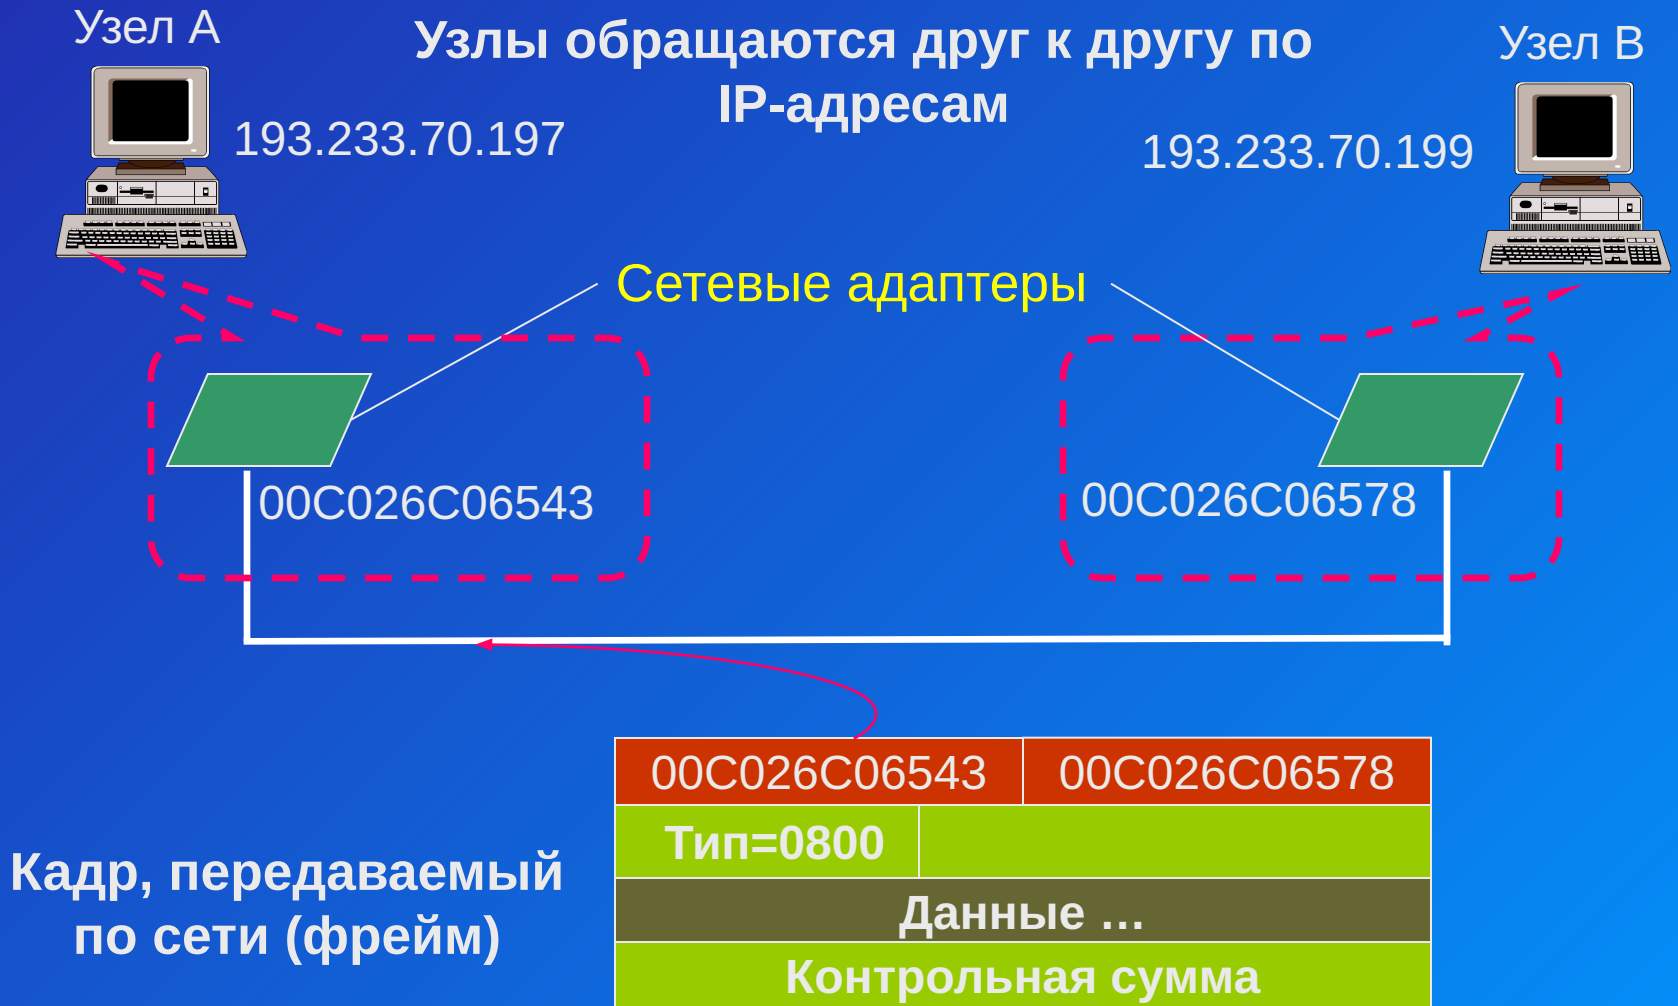 Узел А
Узлы обращаются друг к другу по
IP-адресам
Узел В
193.233.70.197
193.233.70.199
Сетевые адаптеры
00C026C06543
00C026C06578
00C026C06543
00C026C06578
Тип=0800
Кадр, передаваемый
по сети (фрейм)
Данные …
Контрольная сумма